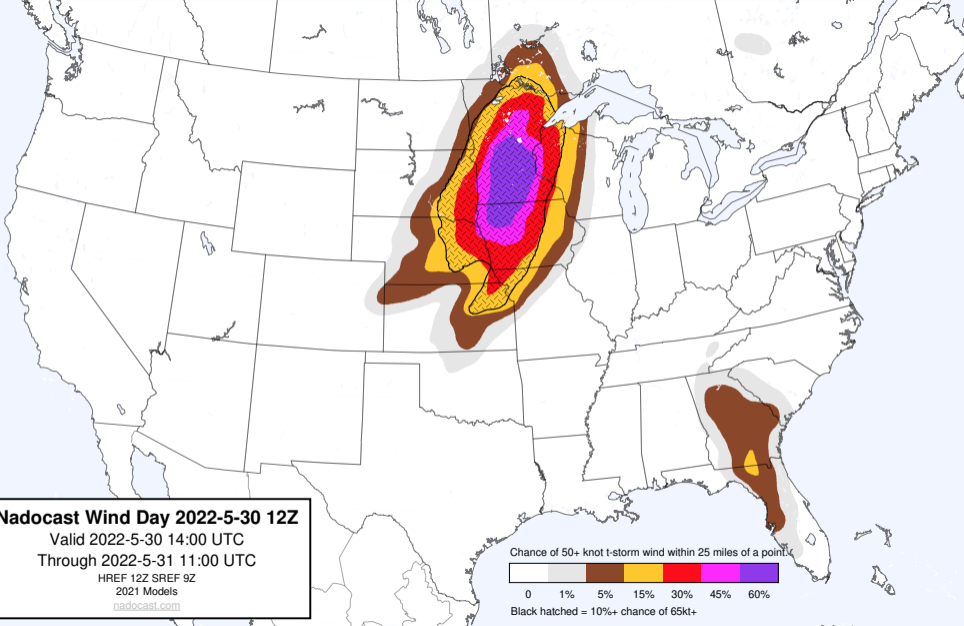 Nadocast Wind Day 2022-5-30 12Z
Valid 2022-5-30 14:00 UTC
Through 2022-5-31 11:00 UTC
HREF 12Z SREF 9Z
2021 Models
nadocast.com
Chance of 50+ knot t-storm wind within 25 miles of a point.
0 1% 5% 15% 30% 45% 60%
Black hatched = 10%+ chance of 65kt+